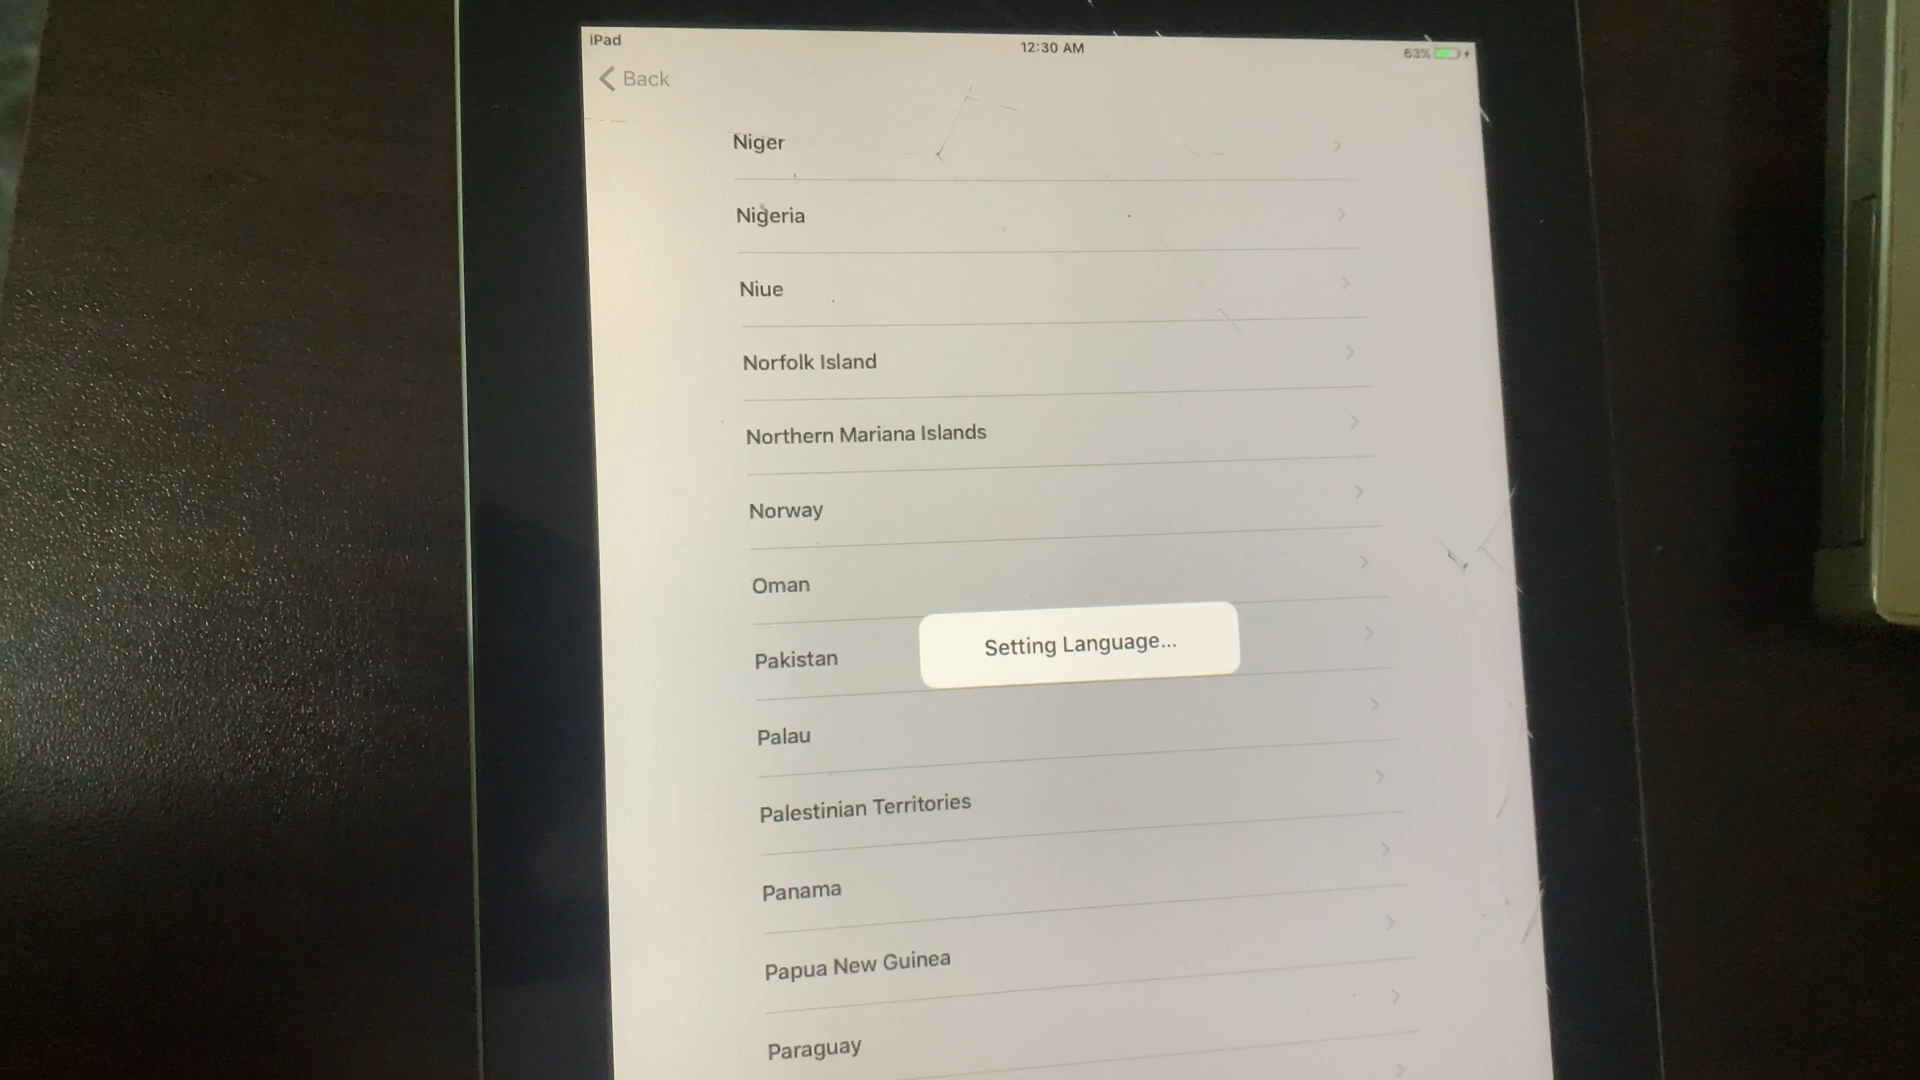 iPad
12:30 AM
63%
Back
Niger
Nigeria
Niue
Norfolk Island
Northern Mariana Islands
Norway
Oman
Pakistan
Setting Language...
Palau
Palestinian Territories
Panama
Papua New Guinea
Paraguay